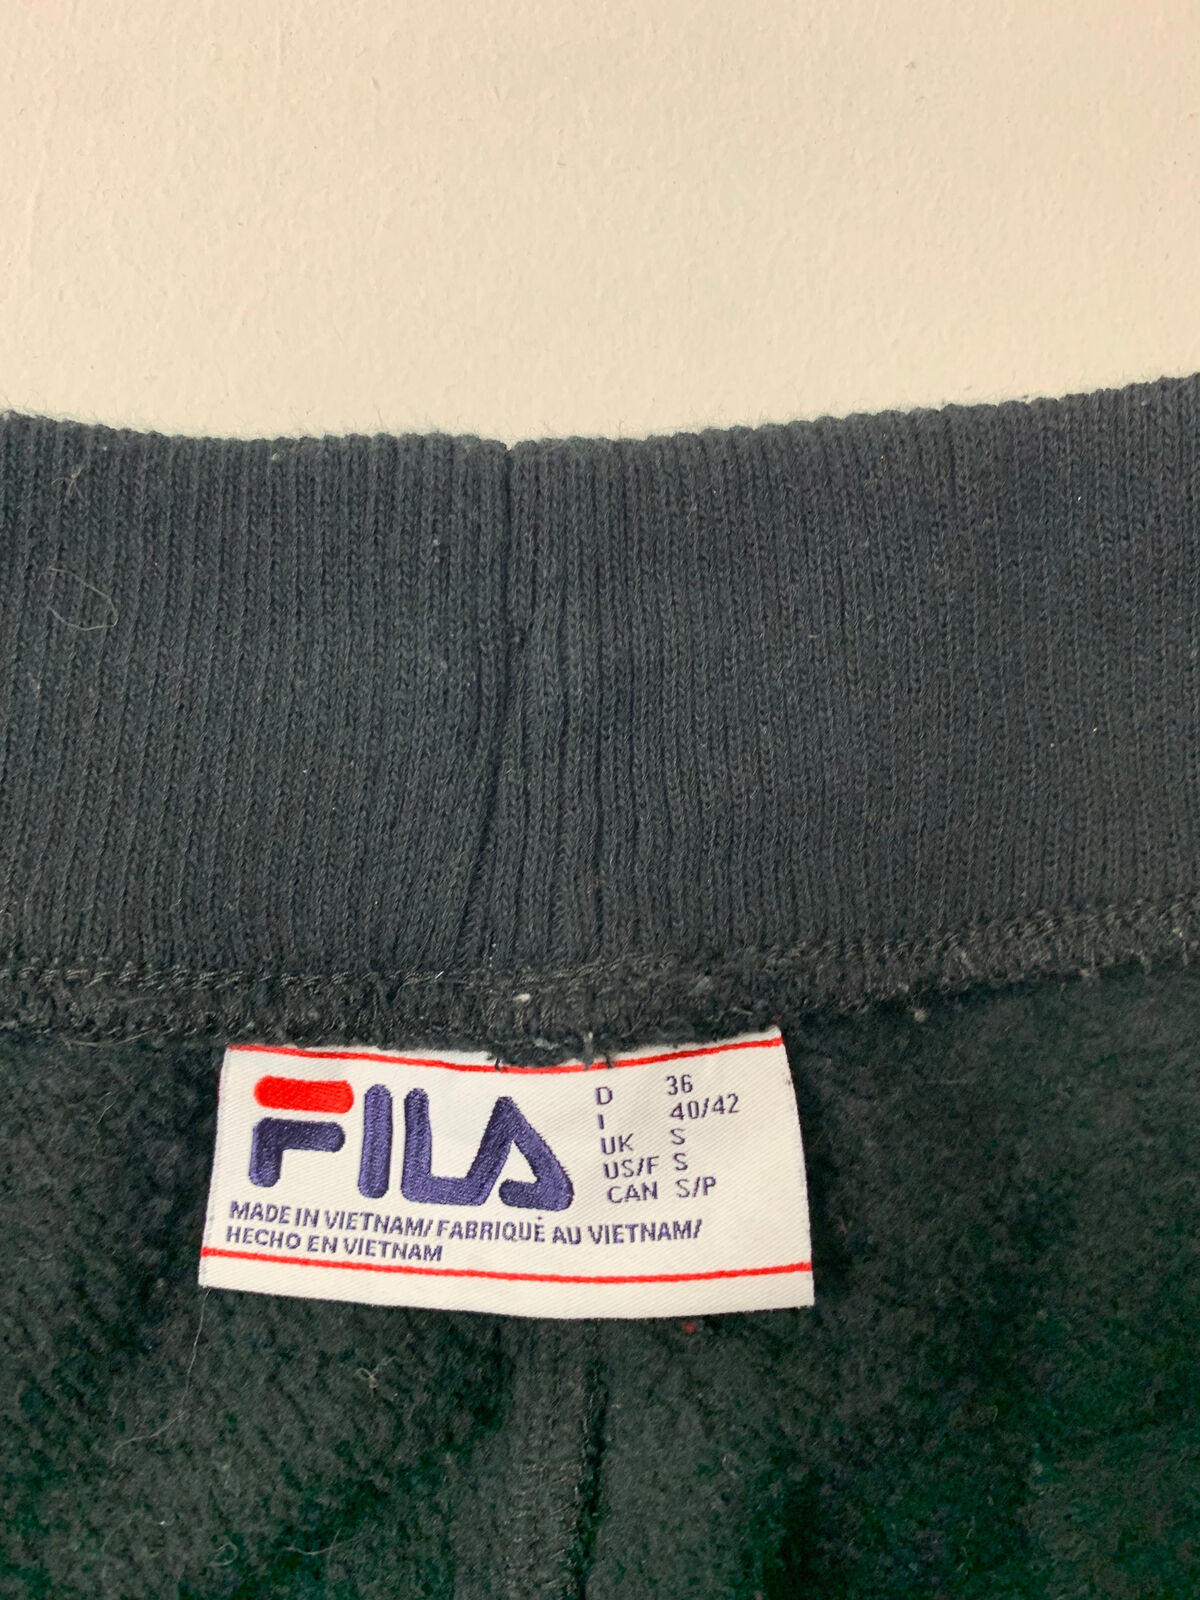 FILA
D 36
I 40/42
UK S
US/F S
CAN S/P
MADE IN VIETNAM/ FABRIQUÉ AU VIETNAM/
HECHO EN VIETNAM